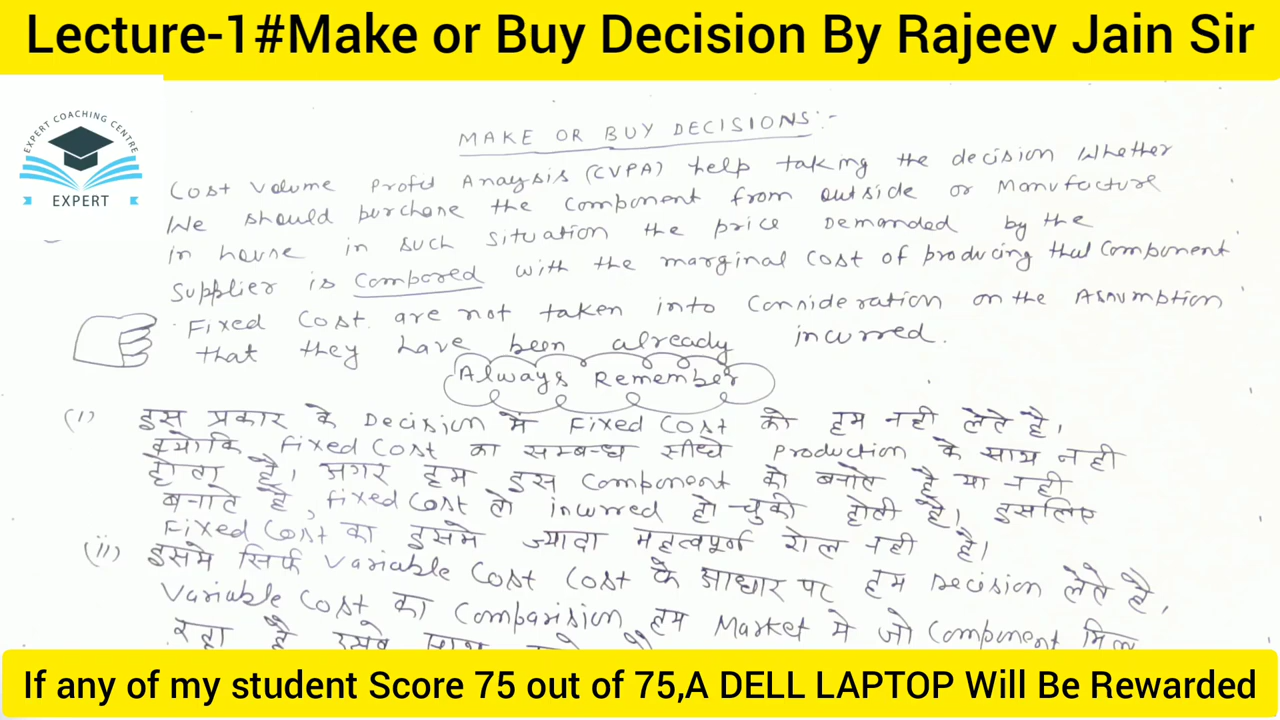 Lecture-1#Make or Buy Decision By Rajeev Jain Sir
EXPERT COACHING CENTRE
EXPERT
MAKE OR BUY DECISIONS:-
Cost Volume Profit Anaysis (CVPA) help taking the decision Whether
We should purchase the component from outside or Manufacture
in house in such situation the price Demanded by the
Supplier is Compared with the marginal cost of producing that Component
Fixed Cost are not taken into Consideration on the Assumption
that they have been already incurred.
Always Remember
(i) इस प्रकार के Decision में Fixed Cost को हम नही लेते है,
क्योकि Fixed Cost का सम्बन्ध सीधे Production के साथ नही
होता है। अगर हम इस Component को बनाते है या नही
बनाते है, Fixed Cost तो incurred हो चुकी होती है। इसलिए
Fixed Cost का इसमे ज्यादा महत्वपूर्ण रोल नही है।
(ii) इसमे सिर्फ Variable Cost Cost के आधार पर हम Decision लेते है,
Variable Cost का Comparision हम Market मे जो Component मिल
रहा है उसके साथ
If any of my student Score 75 out of 75,A DELL LAPTOP Will Be Rewarded